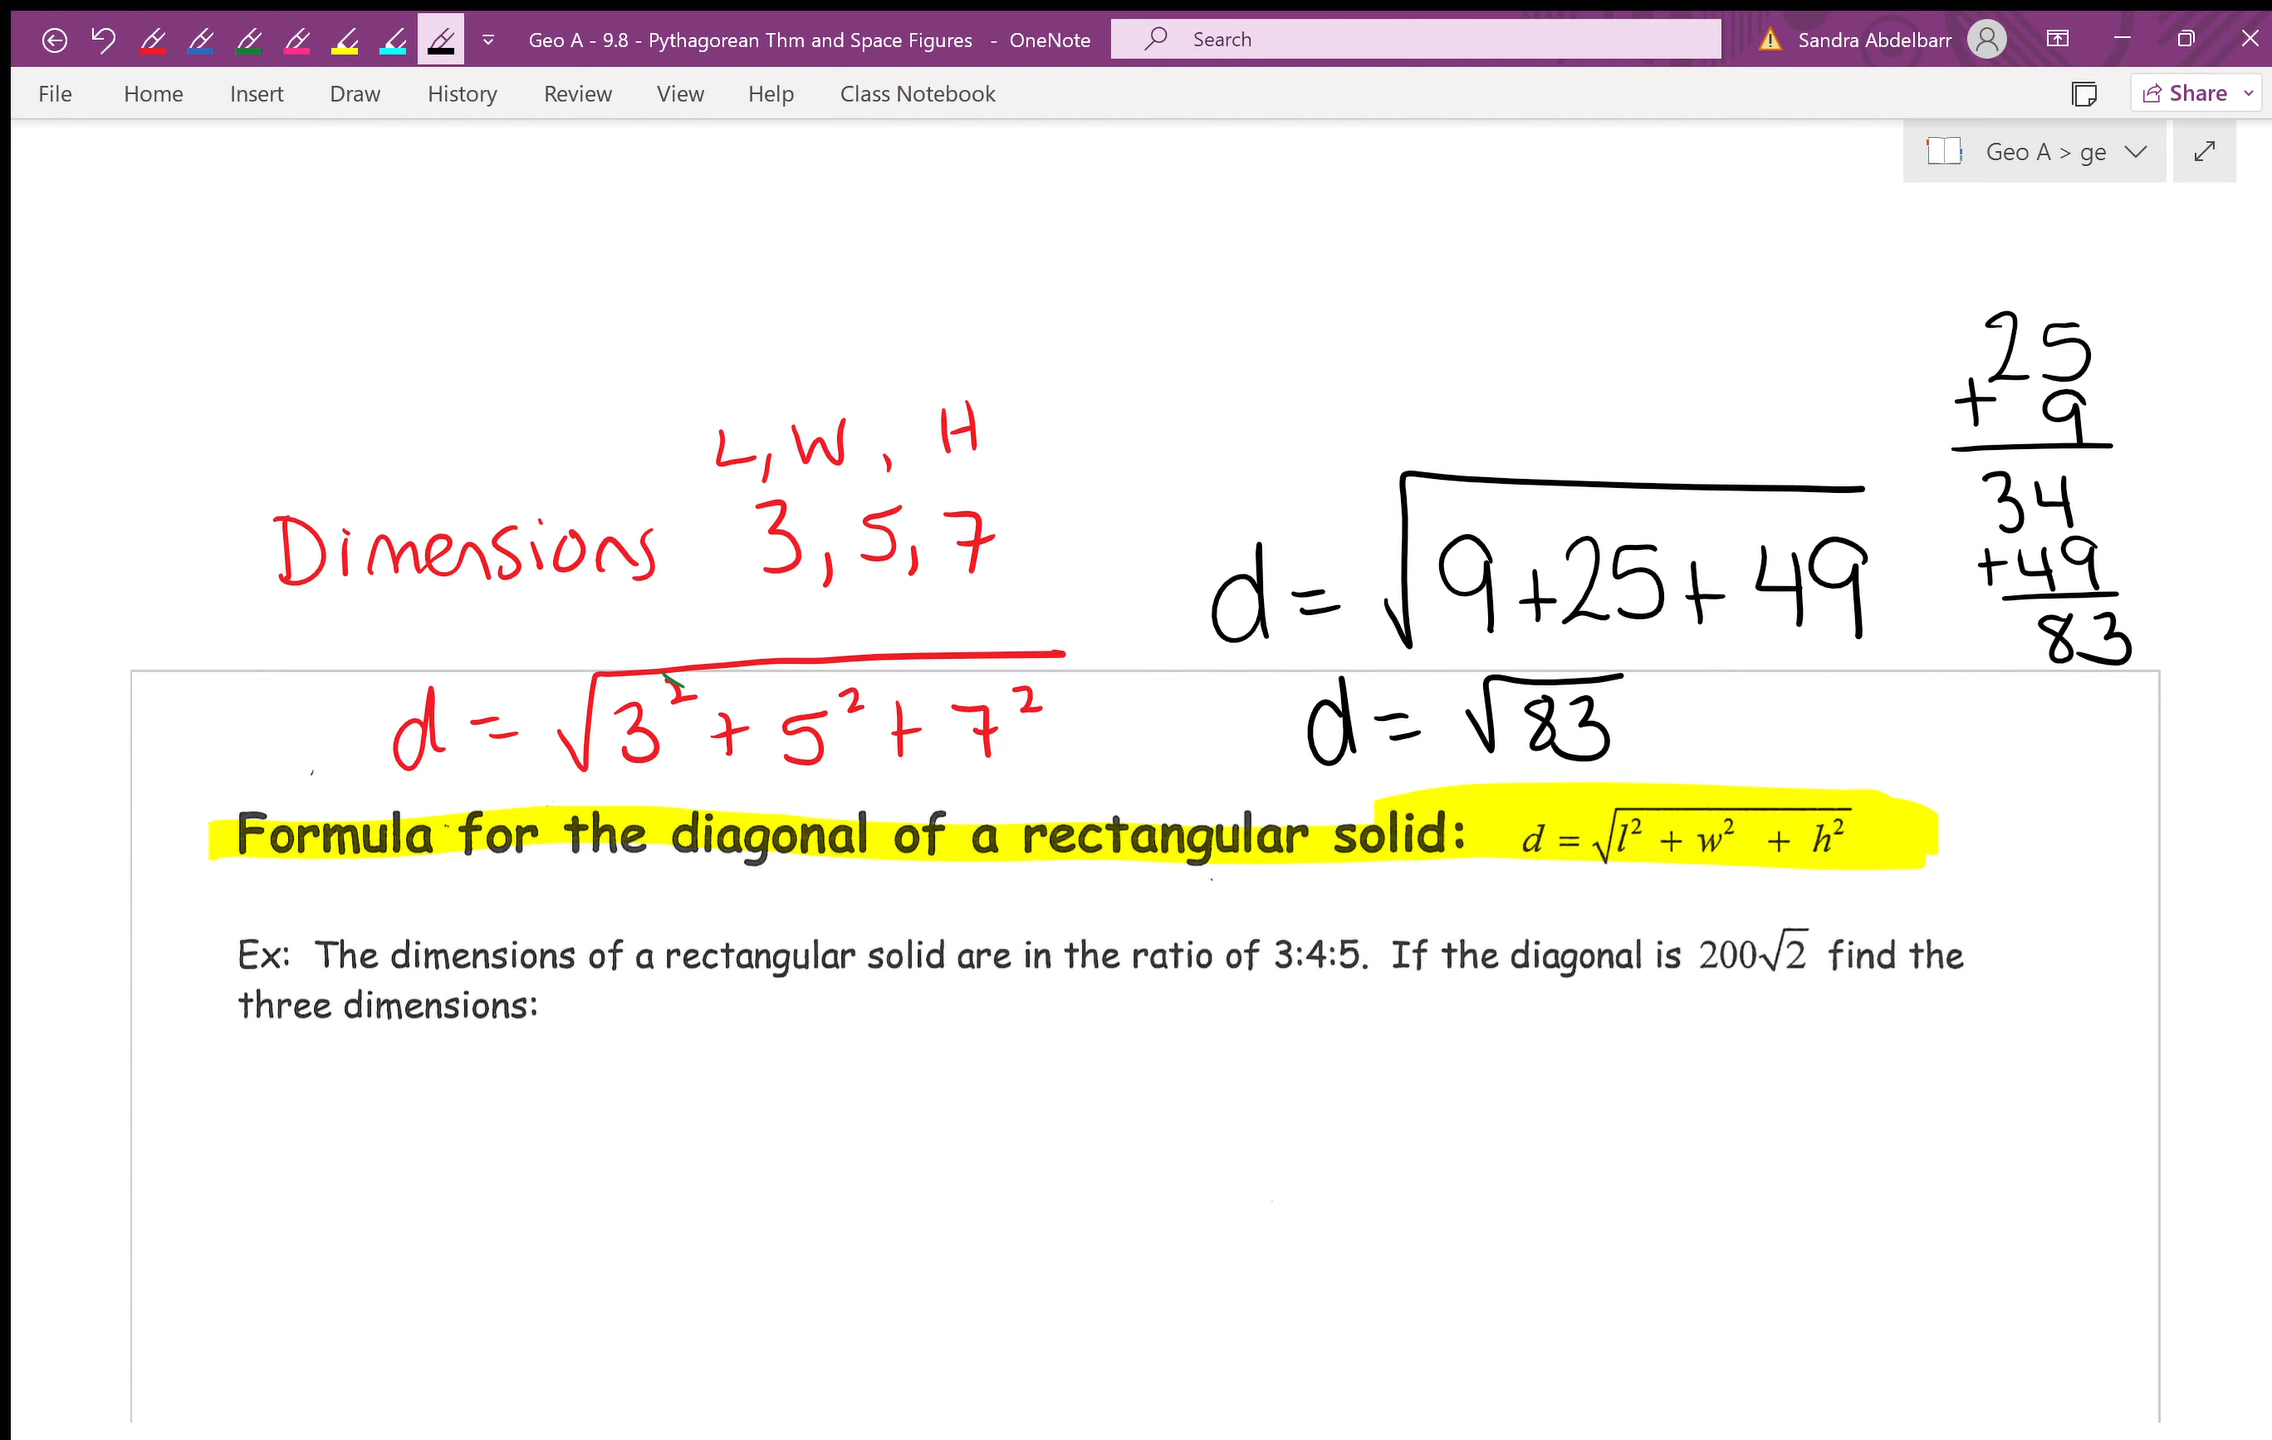 Geo A - 9.8 - Pythagorean Thm and Space Figures - OneNote
Search
Sandra Abdelbarr
File Home Insert Draw History Review View Help Class Notebook
Share
Geo A > ge
25
+ 9
34
+49
83
L, W, H
Dimensions 3, 5, 7
d = √9+25+49
d = √3² + 5² + 7²
d = √83
Formula for the diagonal of a rectangular solid: d = √l² + w² + h²
Ex: The dimensions of a rectangular solid are in the ratio of 3:4:5. If the diagonal is 200√2 find the
three dimensions: